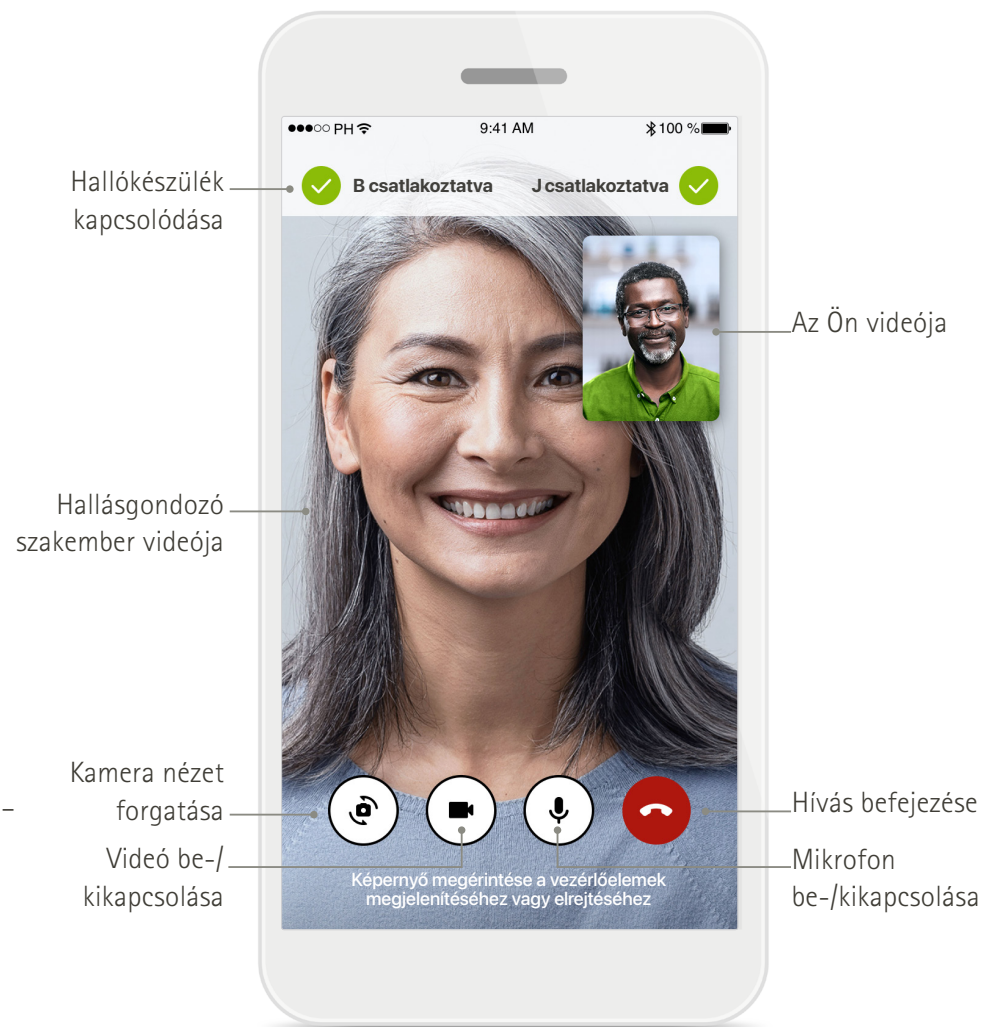 PH 9:41 AM 100 %
B csatlakoztatva J csatlakoztatva
Hallókészülék
kapcsolódása
Az Ön videója
Hallásgondozó
szakember videója
Kamera nézet
forgatása
–
Hívás befejezése
Videó be-/
kikapcsolása
Mikrofon
be-/kikapcsolása
Képernyő megérintése a vezérlőelemek
megjelenítéséhez vagy elrejtéséhez